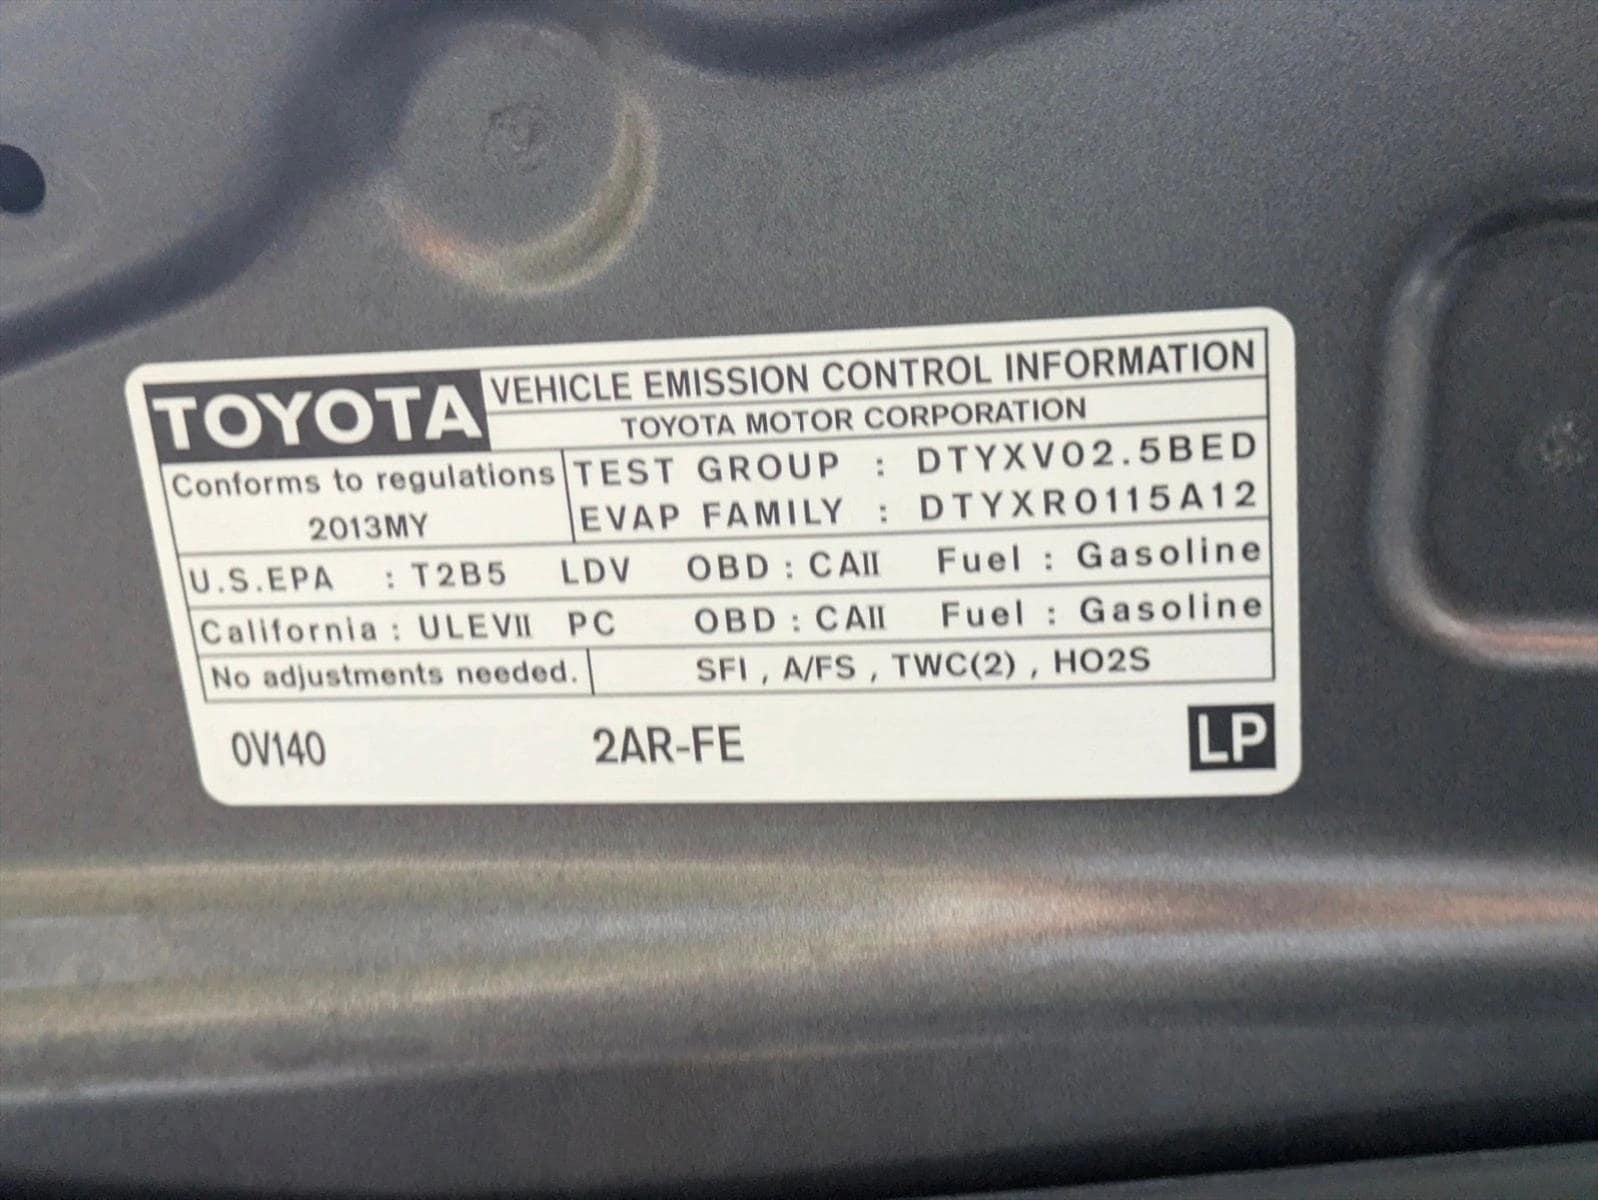 TOYOTA VEHICLE EMISSION CONTROL INFORMATION
TOYOTA MOTOR CORPORATION
Conforms to regulations TEST GROUP : DTYXV02.5BED
2013MY EVAP FAMILY : DTYXR0115A12
U.S.EPA : T2B5 LDV OBD : CAII Fuel : Gasoline
California : ULEVII PC OBD : CAII Fuel : Gasoline
No adjustments needed. SFI , A/FS , TWC(2) , HO2S
0V140 2AR-FE LP